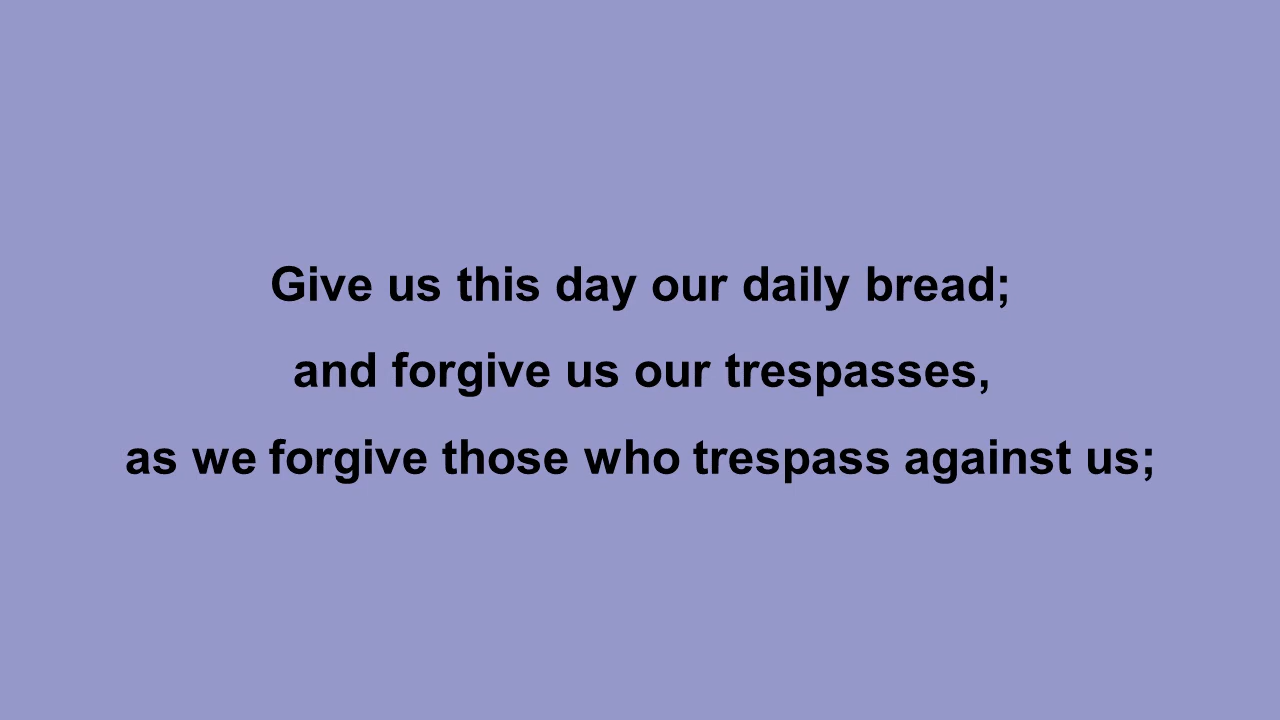 Give us this day our daily bread;
and forgive us our trespasses,
as we forgive those who trespass against us;